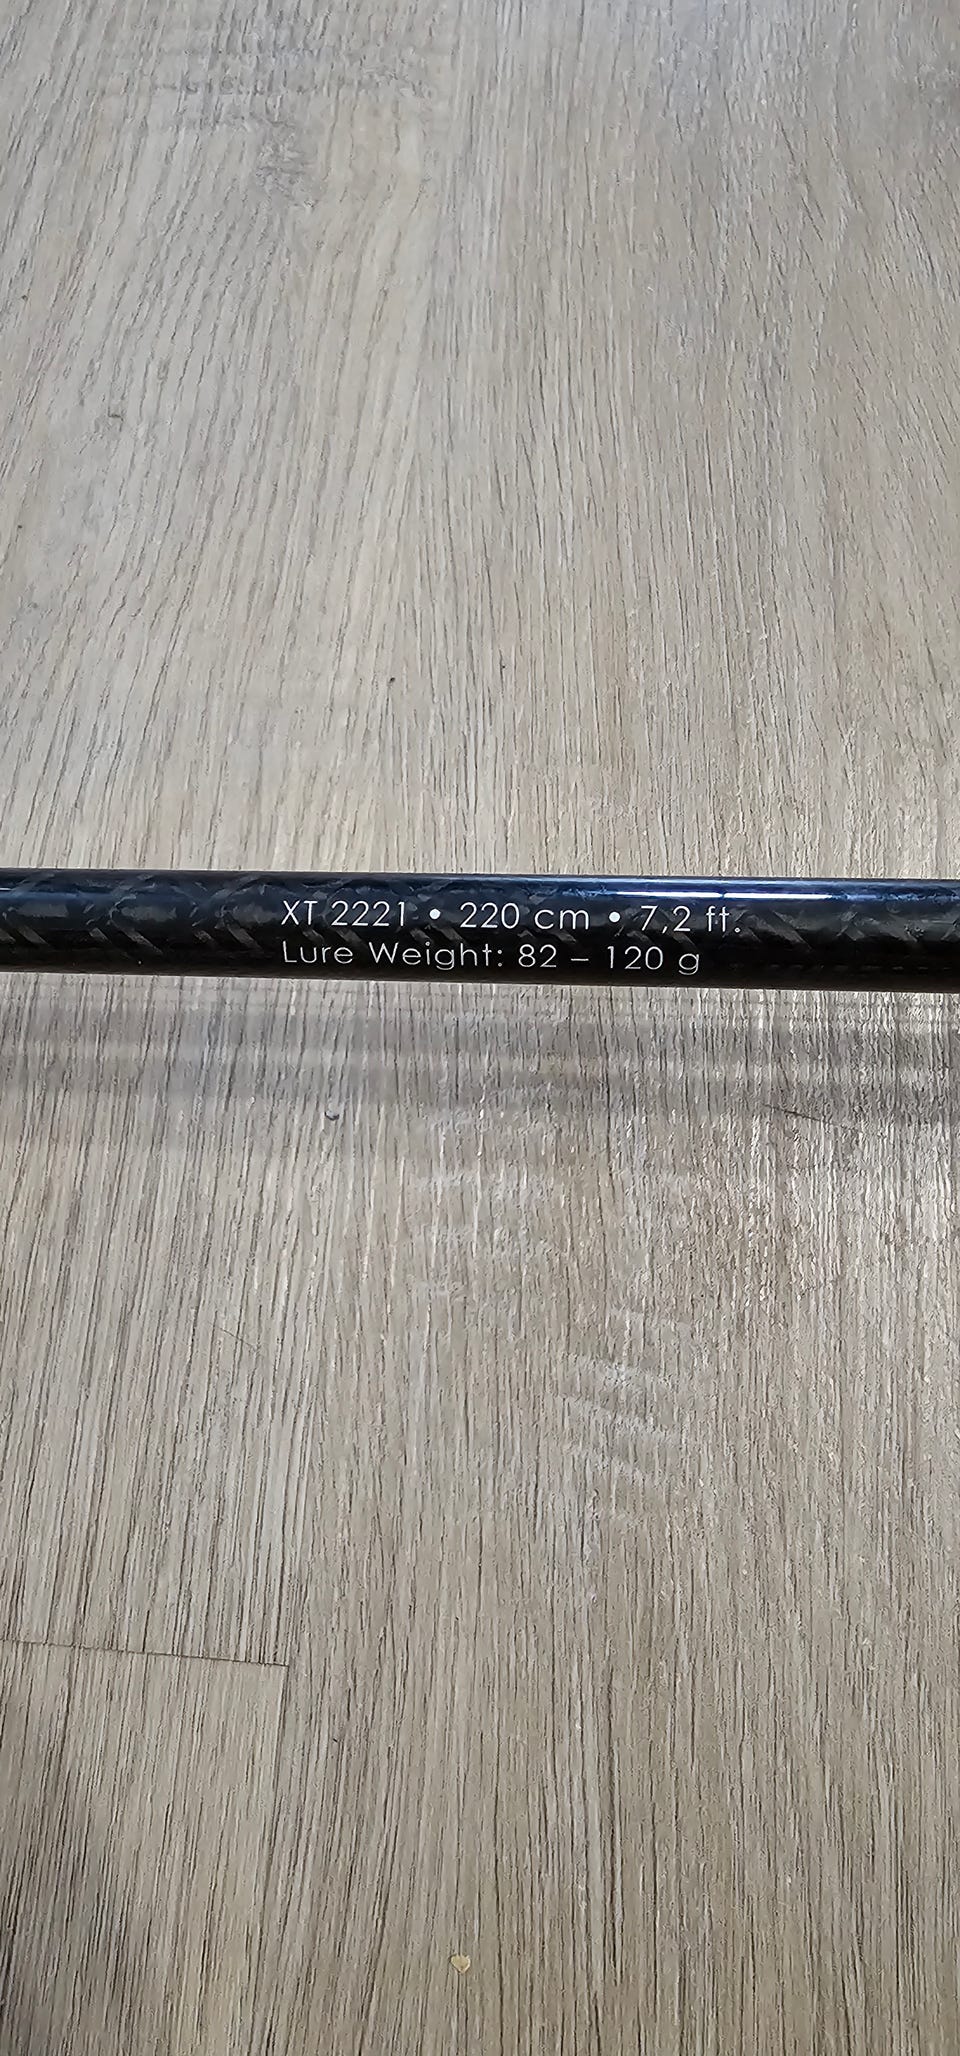 XT 2221 • 220 cm • 7,2 ft.
Lure Weight: 82 – 120 g